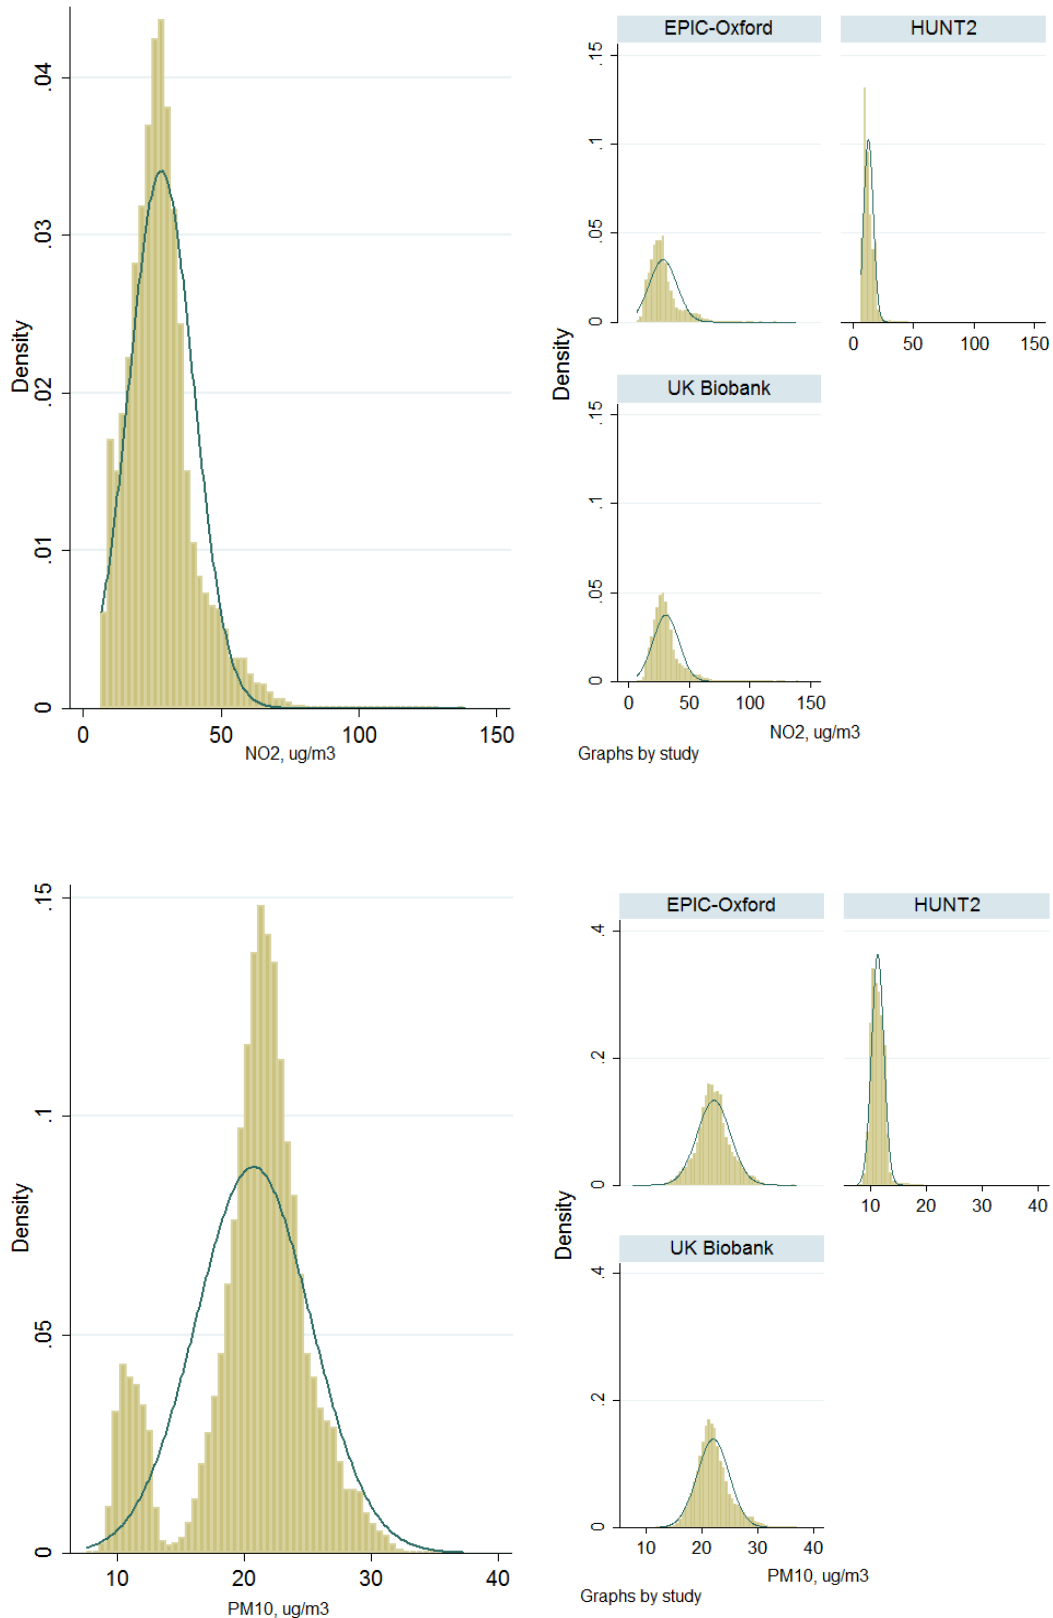 Density
.04
.03
.02
.01
0
0 50 100 150
NO2, ug/m3
EPIC-Oxford HUNT2
.15
.1
.05
0
0 50 100 150
Density
UK Biobank
.15
.1
.05
0
0 50 100 150
NO2, ug/m3
Graphs by study
Density
.15
.1
.05
0
10 20 30 40
PM10, ug/m3
EPIC-Oxford HUNT2
.4
.2
0
10 20 30 40
Density
UK Biobank
.4
.2
0
10 20 30 40
PM10, ug/m3
Graphs by study